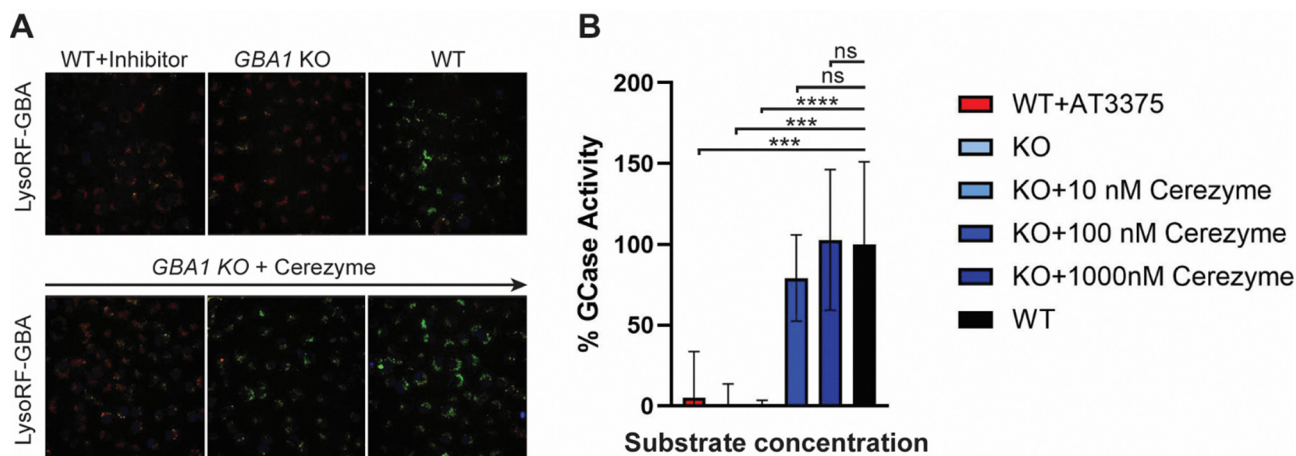 A
WT+Inhibitor GBA1 KO WT
LysoRF-GBA
GBA1 KO + Cerezyme
LysoRF-GBA
B
ns
ns
****
***
***
200
150
100
50
0
% GCase Activity
Substrate concentration
WT+AT3375
KO
KO+10 nM Cerezyme
KO+100 nM Cerezyme
KO+1000nM Cerezyme
WT